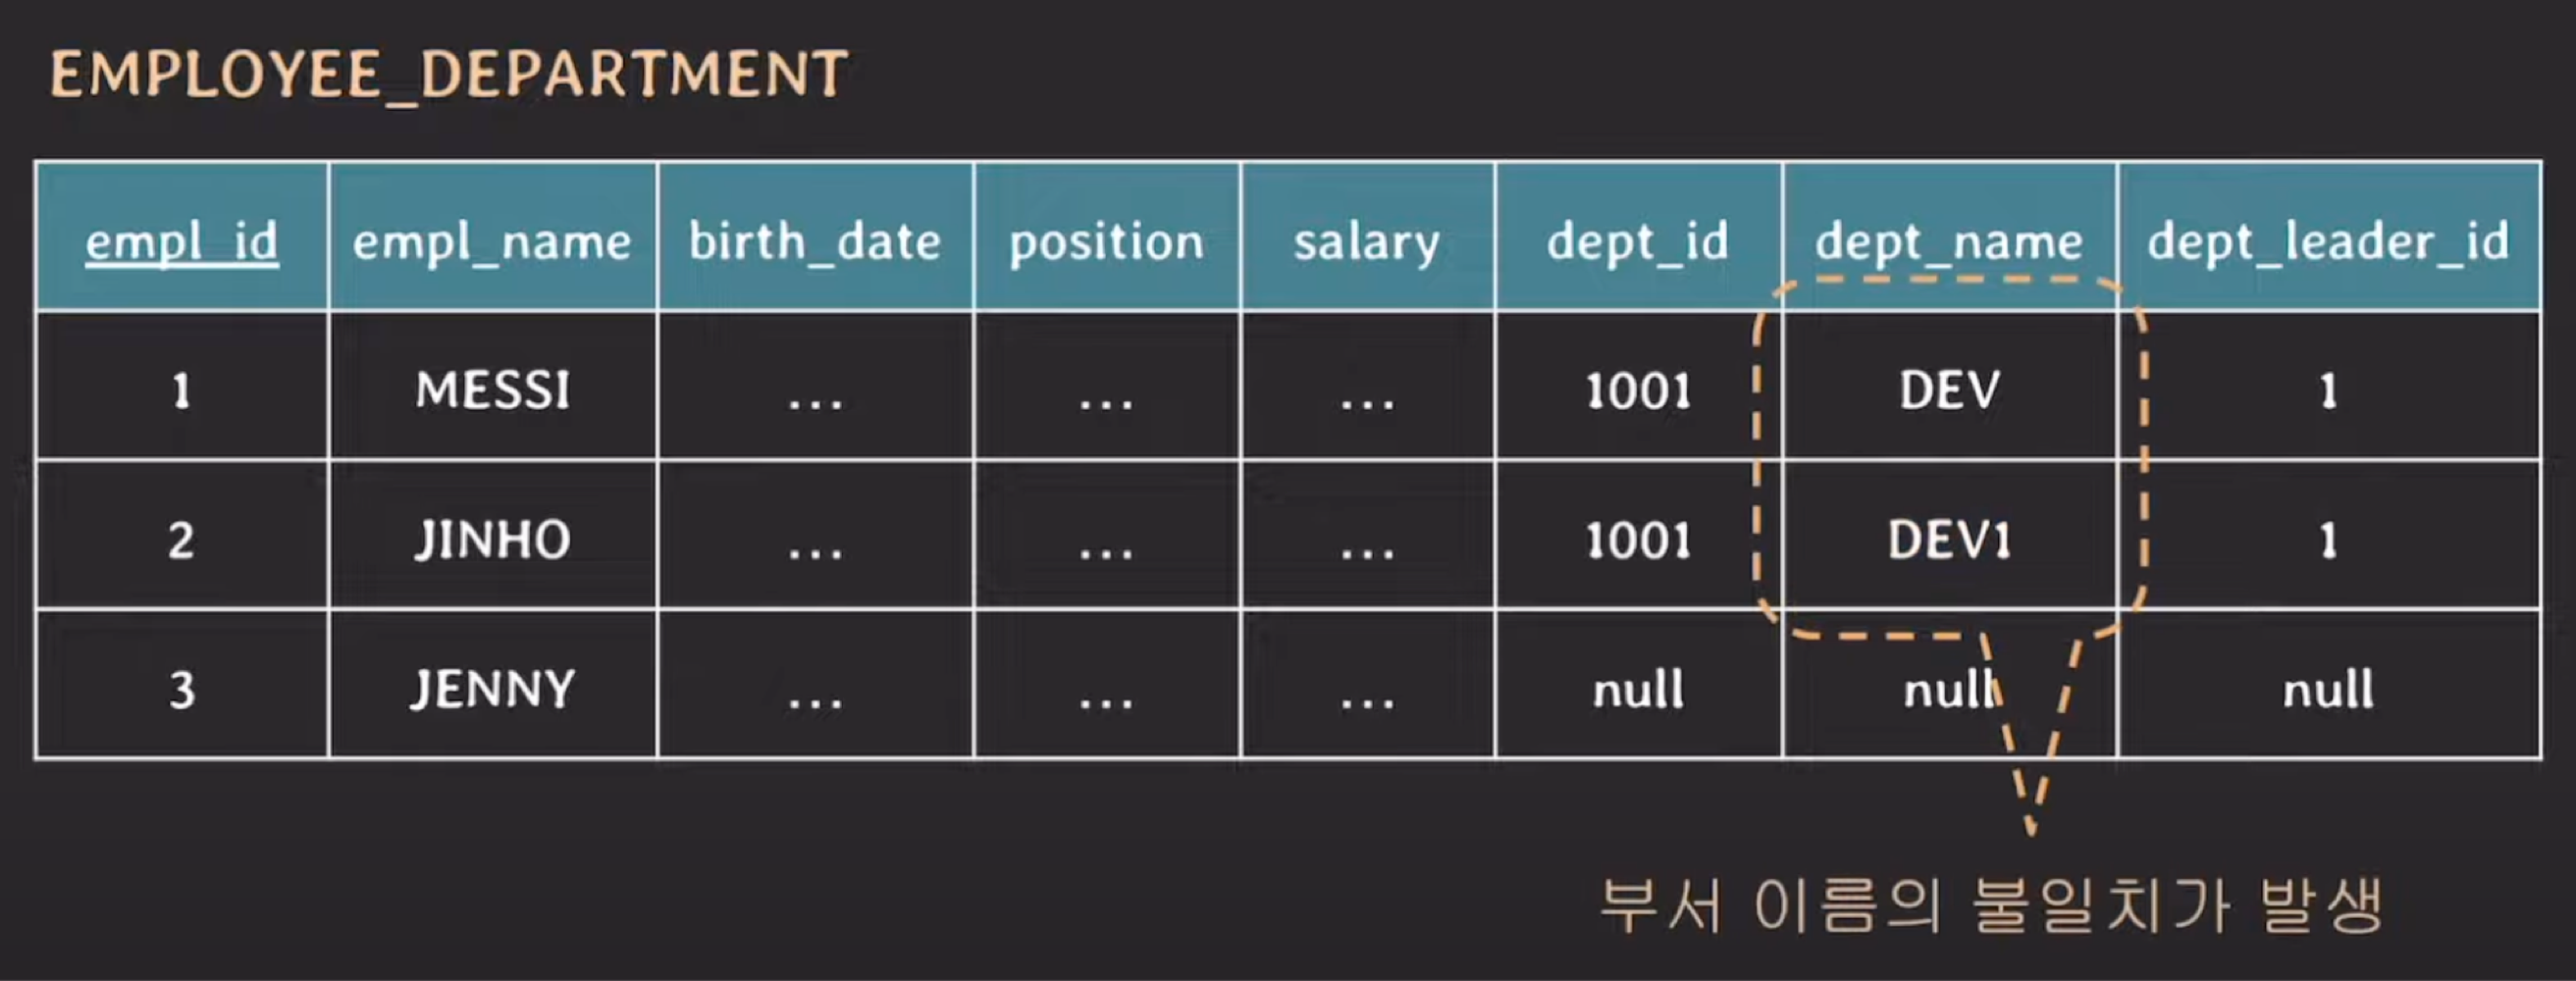 EMPLOYEE_DEPARTMENT
empl_id empl_name birth_date position salary dept_id dept_name dept_leader_id
1 MESSI ... ... ... 1001 DEV 1
2 JINHO ... ... ... 1001 DEV1 1
3 JENNY ... ... ... null null null
부서 이름의 불일치가 발생